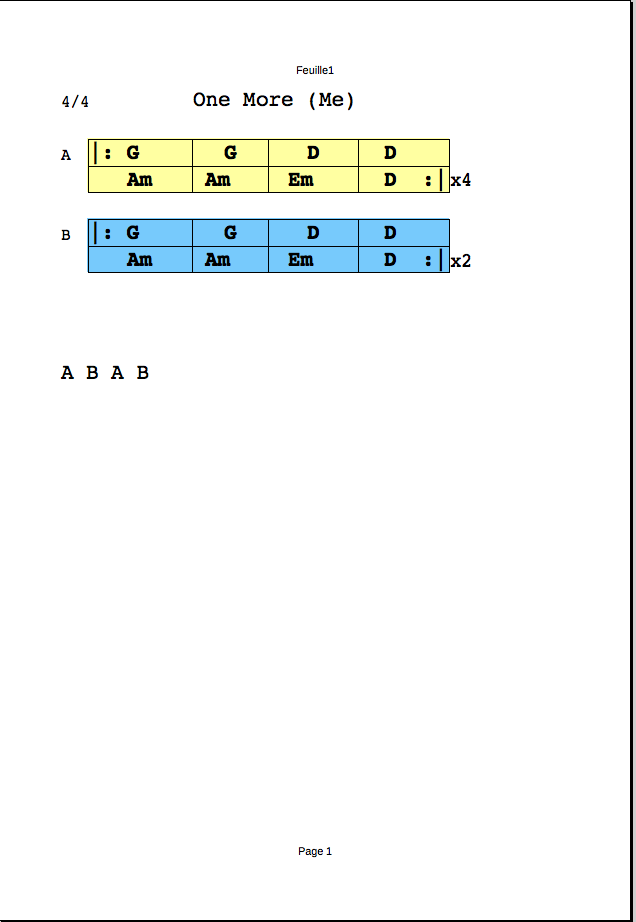 Feuille1
4/4 One More (Me)
A |: G G D D
Am Am Em D :| x4
B |: G G D D
Am Am Em D :| x2
A B A B
Page 1